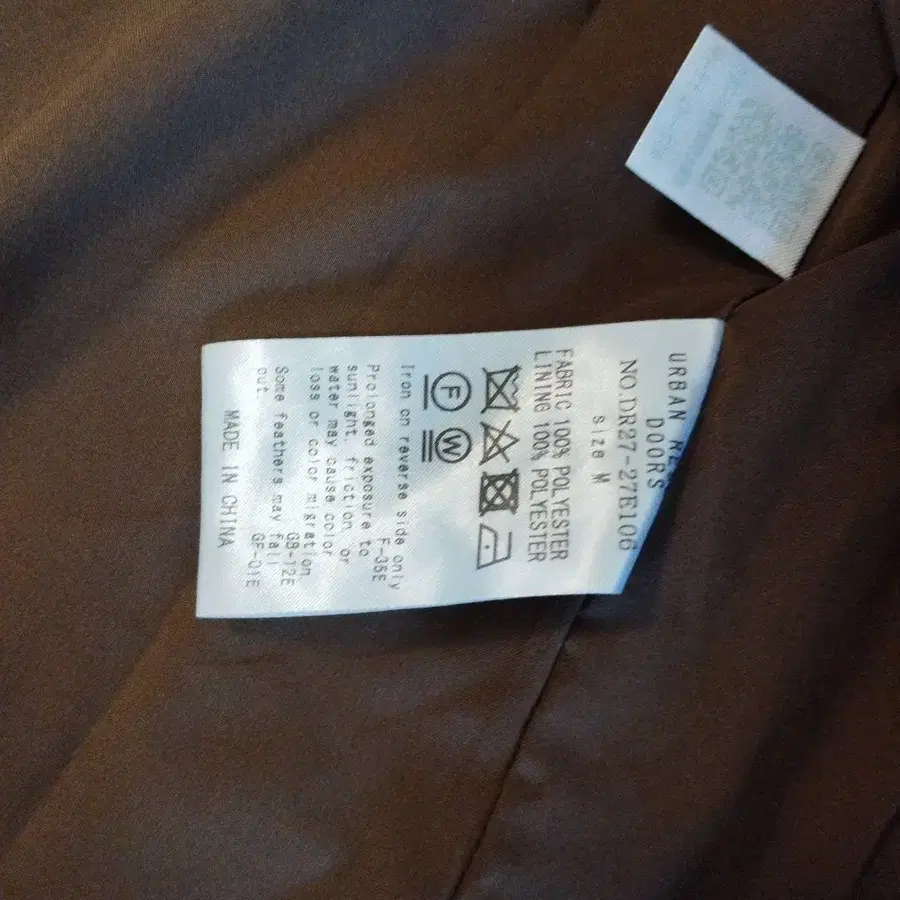 URBAN RE
DOORS
NO.DR27-27E106
Size M
FABRIC 100% POLYESTER
LINING 100% POLYESTER
F
W
Iron on reverse side only
F-35E
Prolonged exposure to
sunlight, friction, or
water may cause color
loss or color migration.
GB-12E
Some feathers may fall
out.
GF-01E
MADE IN CHINA